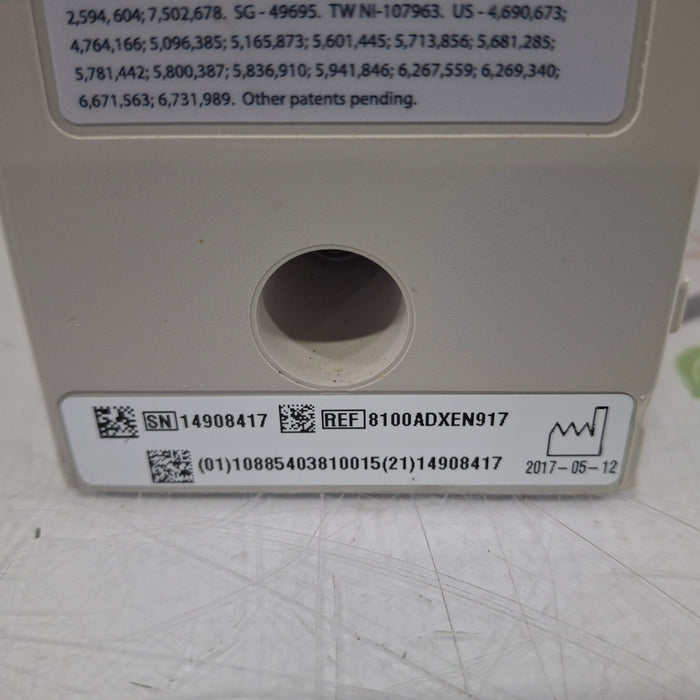 2,594,604; 7,502,678. SG - 49695. TW NI-107963. US - 4,690,673;
4,764,166; 5,096,385; 5,165,873; 5,601,445; 5,713,856; 5,681,285;
5,781,442; 5,800,387; 5,836,910; 5,941,846; 6,267,559; 6,269,340;
6,671,563; 6,731,989. Other patents pending.
SN 14908417 REF 8100ADXEN917
(01)10885403810015(21)14908417
2017-05-12